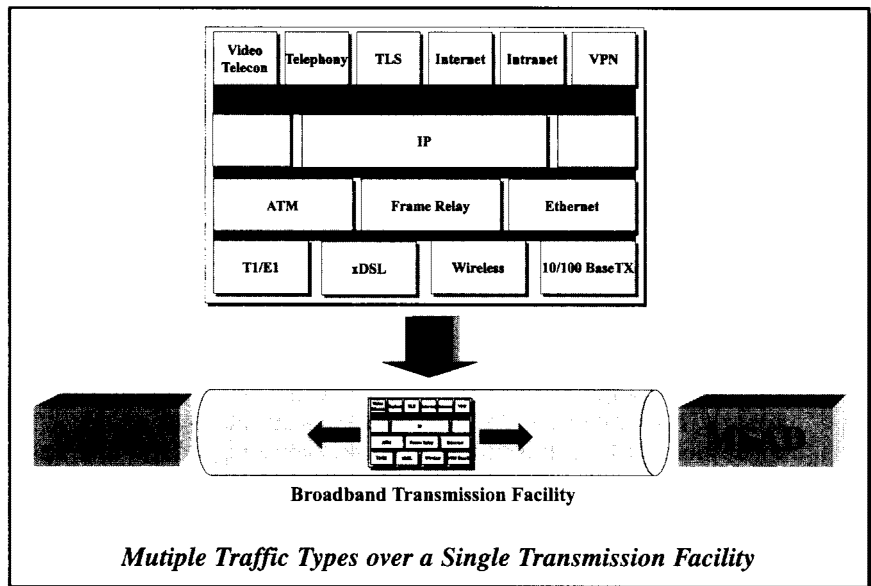 Video
Telecon
Telephony
TLS
Internet
Intranet
VPN
IP
ATM
Frame Relay
Ethernet
T1/E1
xDSL
Wireless
10/100 BaseTX
Broadband Transmission Facility
Mutiple Traffic Types over a Single Transmission Facility